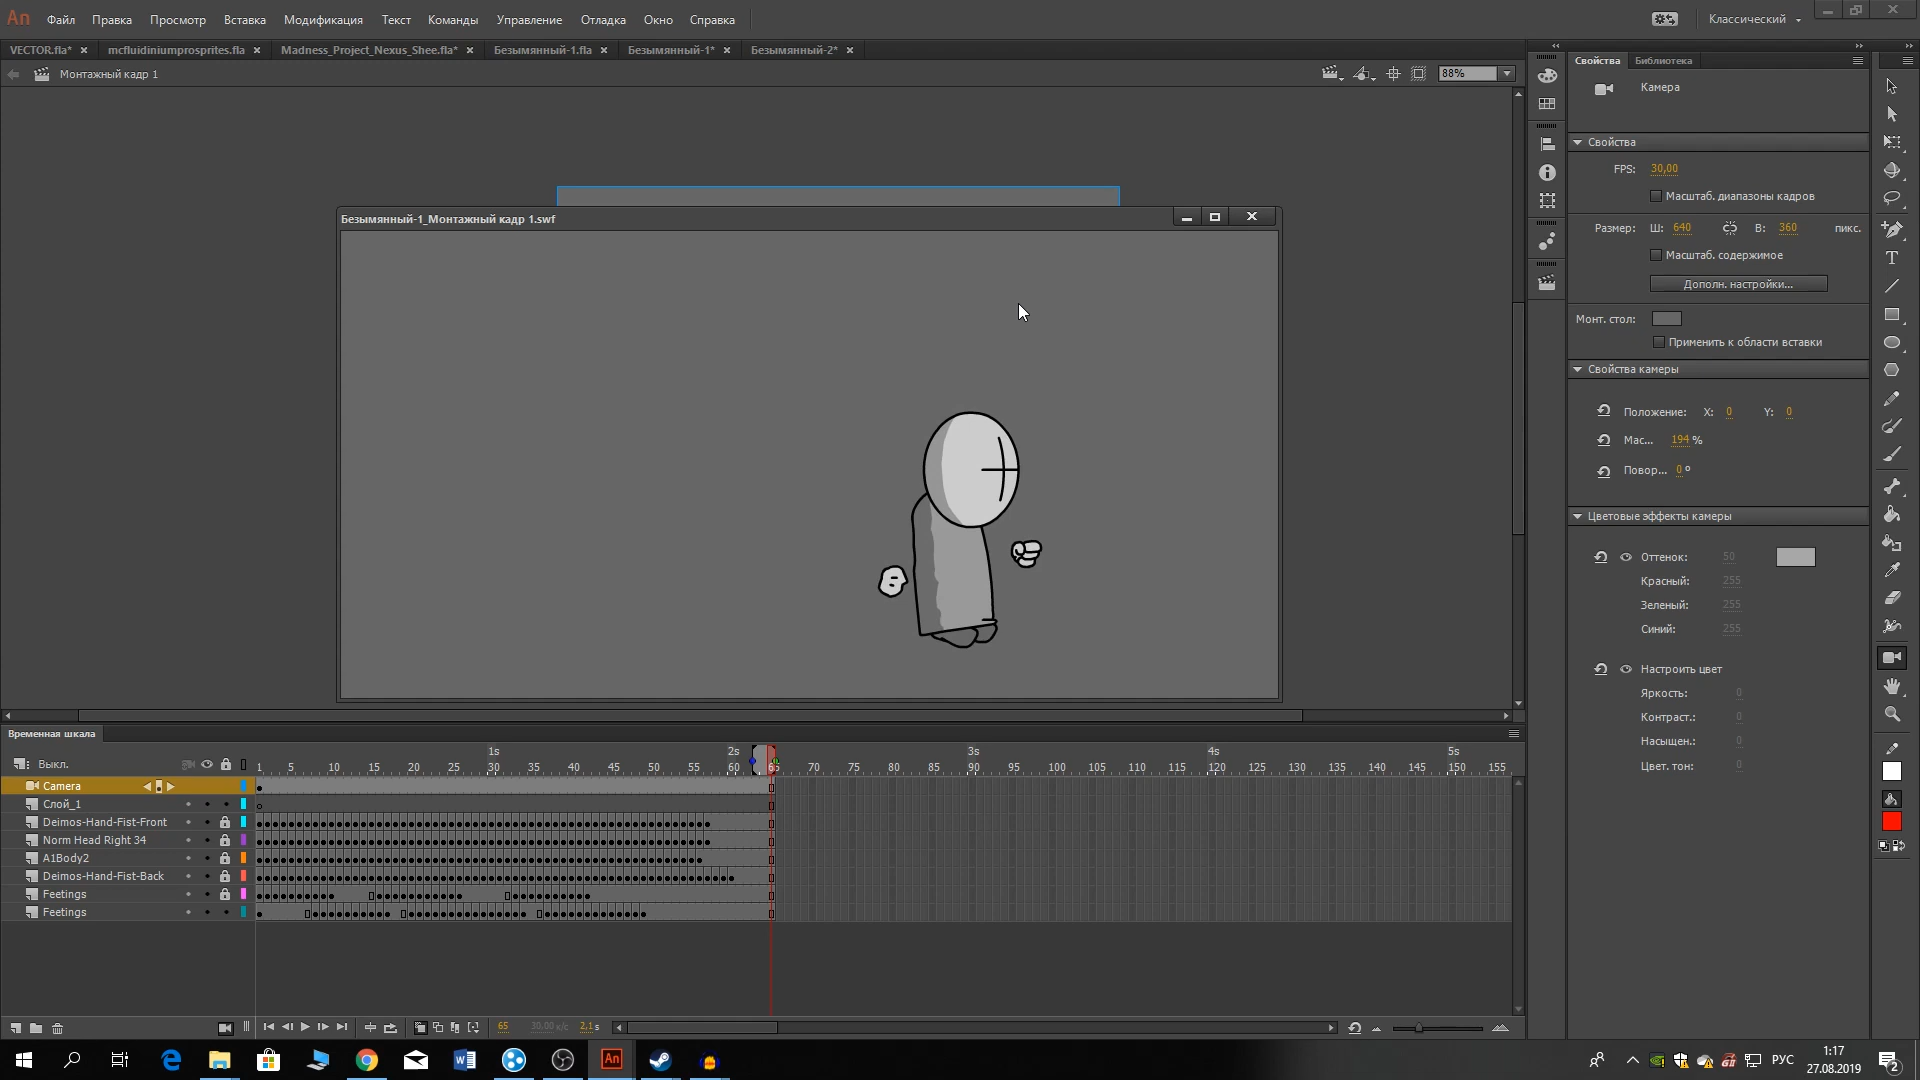 An Файл Правка Просмотр Вставка Модификация Текст Команды Управление Отладка Окно Справка Классический
VECTOR.fla* × mcfluidiniumprosprites.fla × Madness_Project_Nexus_Shee.fla* × Безымянный-1.fla × Безымянный-1* × Безымянный-2* ×
Монтажный кадр 1 88%
Безымянный-1_Монтажный кадр 1.swf
Свойства Библиотека
Камера
Свойства
FPS: 30,00
Масштаб. диапазоны кадров
Размер: Ш: 640 В: 360 пикс.
Масштаб. содержимое
Дополн. настройки...
Монт. стол:
Применить к области вставки
Свойства камеры
Положение: X: 0 Y: 0
Мас... 194 %
Повор... 0 °
Цветовые эффекты камеры
Оттенок: 50
Красный: 255
Зеленый: 255
Синий: 255
Настроить цвет
Яркость: 0
Контраст.: 0
Насыщен.: 0
Цвет. тон: 0
Временная шкала
1s 2s 3s 4s 5s
Выкл. 1 5 10 15 20 25 30 35 40 45 50 55 60 65 70 75 80 85 90 95 100 105 110 115 120 125 130 135 140 145 150 155
Camera
Слой_1
Deimos-Hand-Fist-Front
Norm Head Right 34
A1Body2
Deimos-Hand-Fist-Back
Feetings
Feetings
65 30,00 к/с 2,1 s
An РУС 1:17
27.08.2019
2